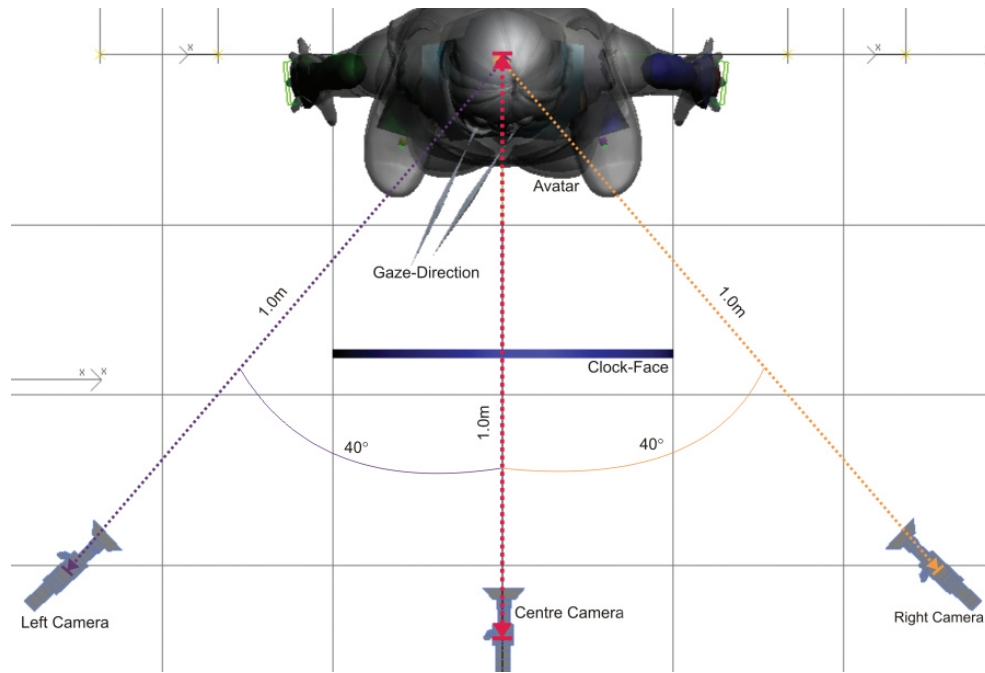 x
x
x
Avatar
Gaze-Direction
1.0m
1.0m
Clock-Face
x x
1.0m
40°
40°
Left Camera
Centre Camera
Right Camera